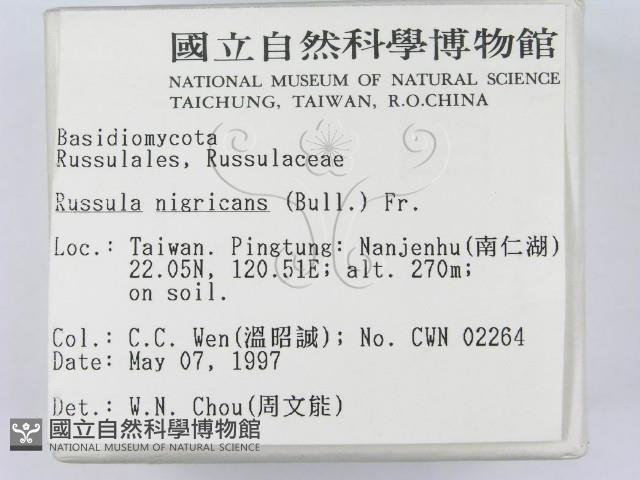 國立自然科學博物館
NATIONAL MUSEUM OF NATURAL SCIENCE
TAICHUNG, TAIWAN, R.O.CHINA
Basidiomycota
Russulales, Russulaceae
Russula nigricans (Bull.) Fr.
Loc.: Taiwan. Pingtung: Nanjenhu(南仁湖)
22.05N, 120.51E; alt. 270m;
on soil.
Col.: C.C. Wen(溫昭誠); No. CWN 02264
Date: May 07, 1997
Det.: W.N. Chou(周文能)
國立自然科學博物館
NATIONAL MUSEUM OF NATURAL SCIENCE